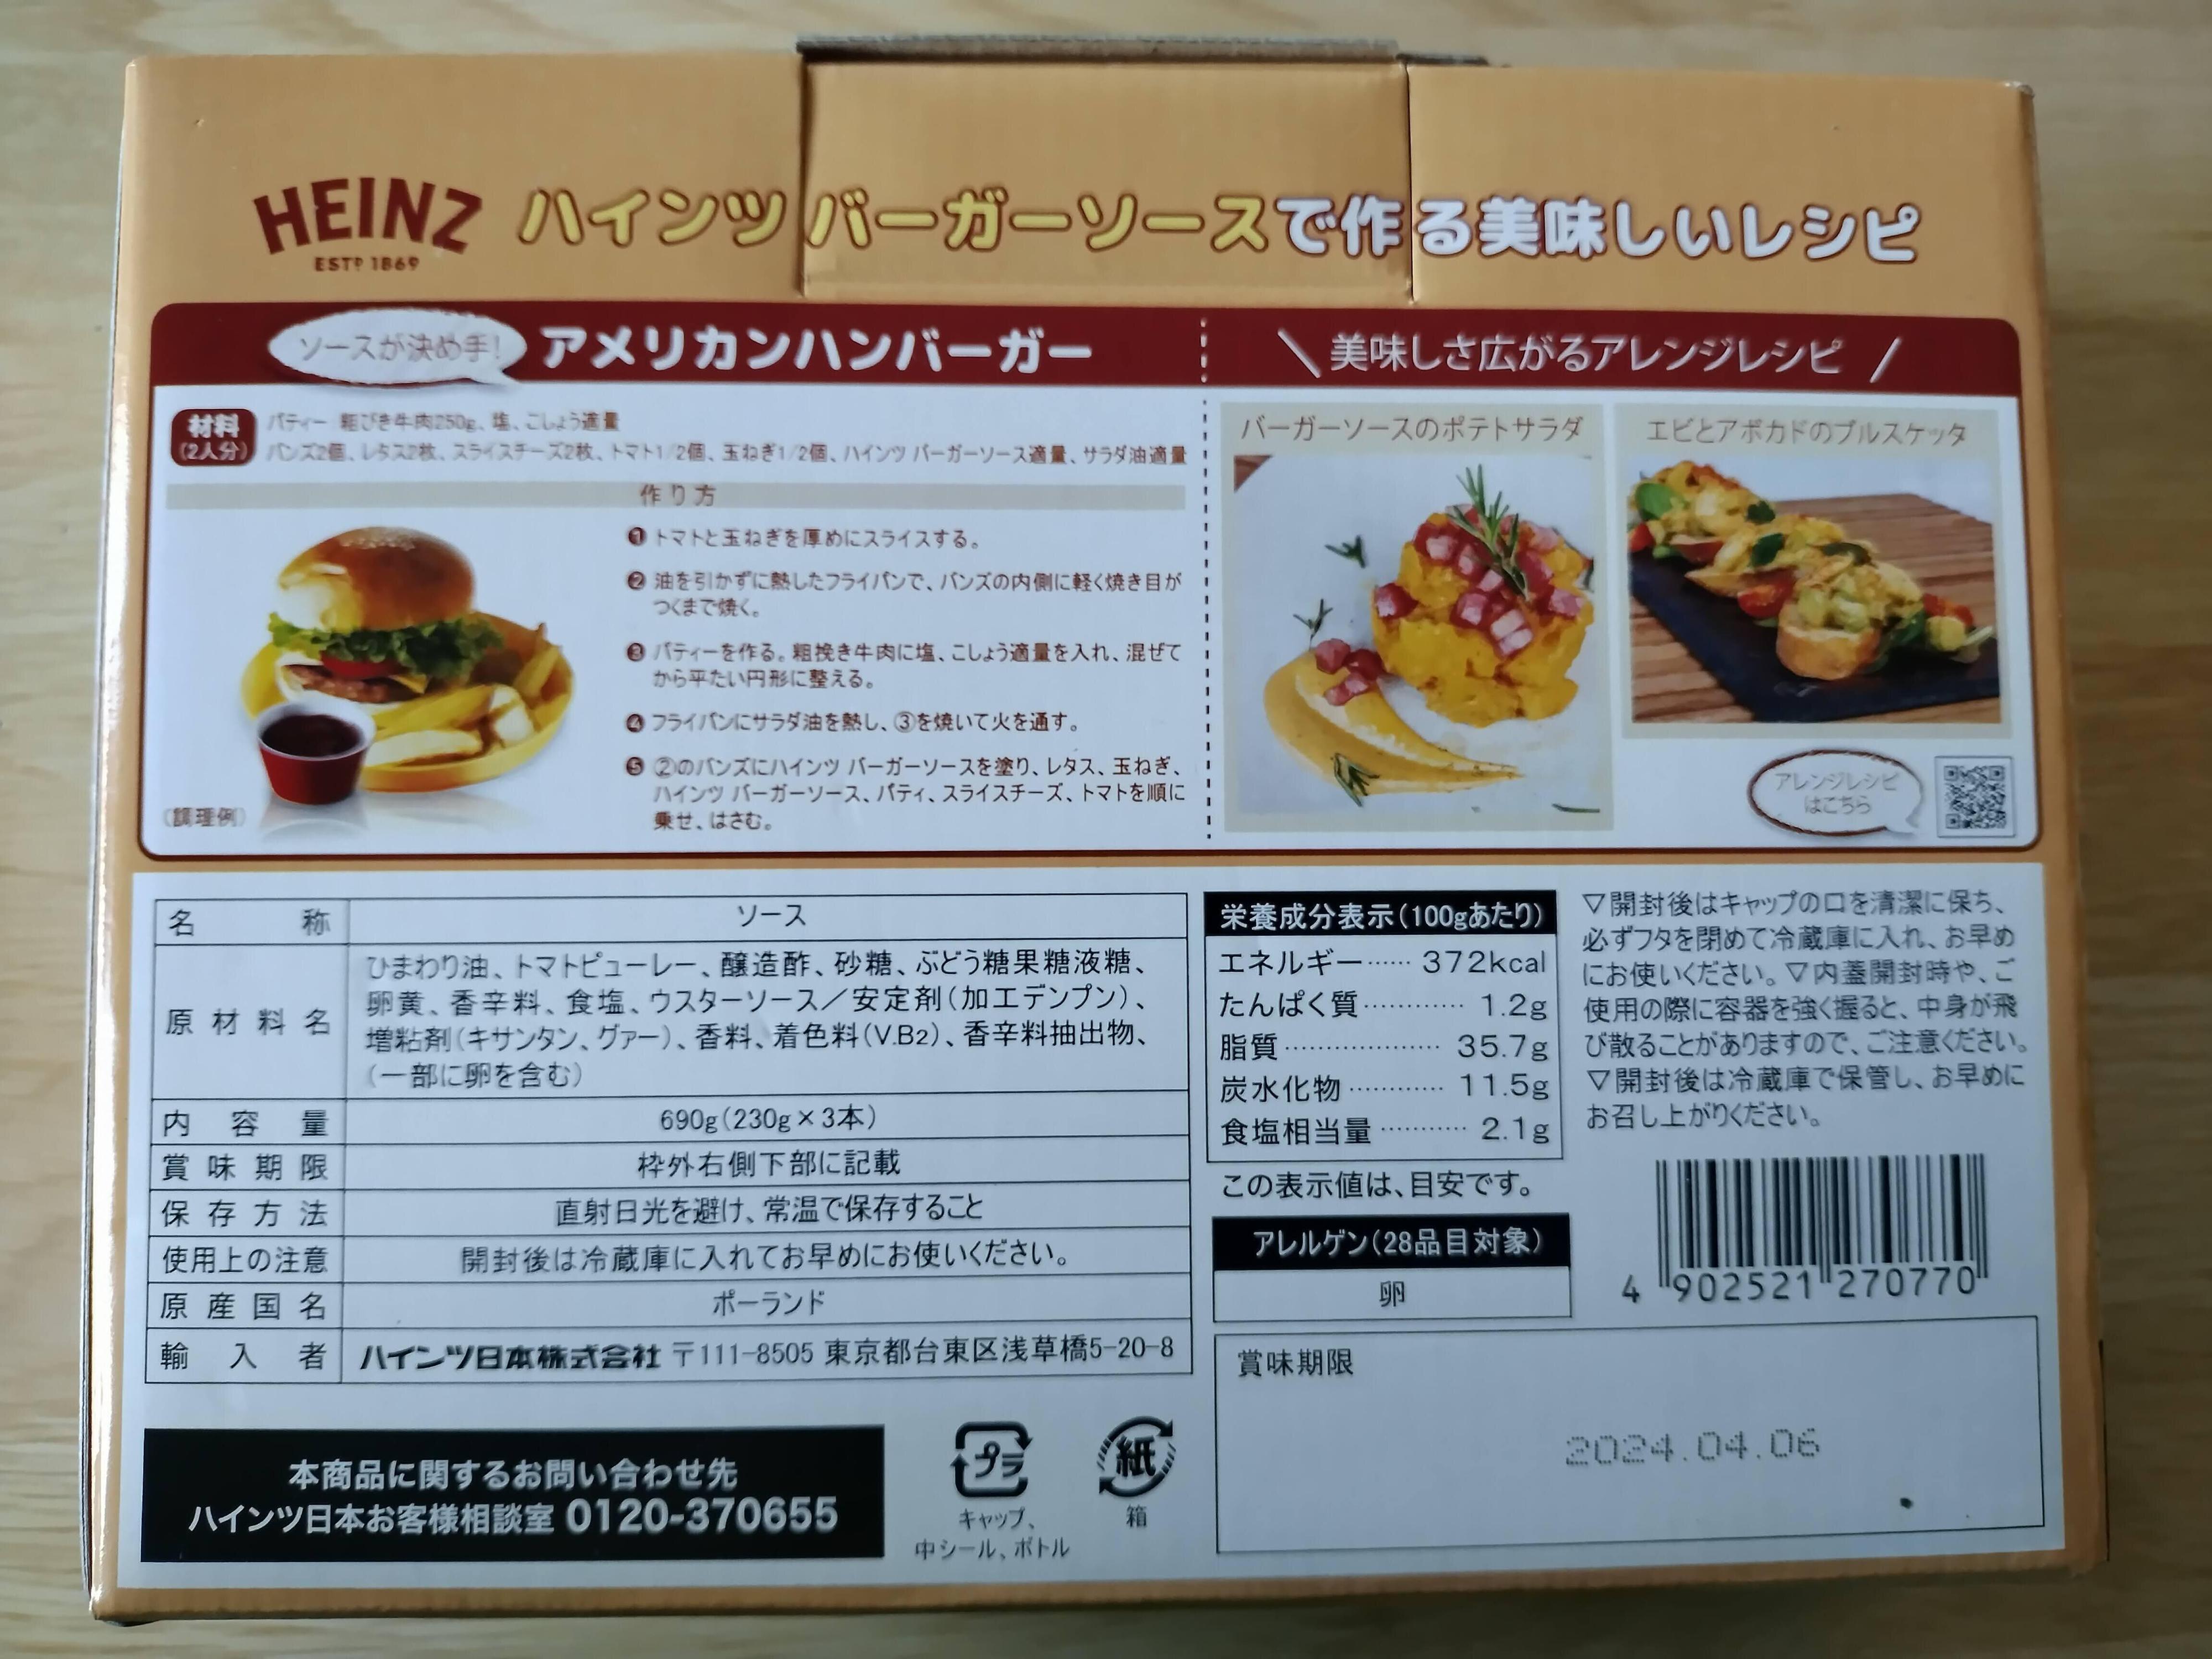 HEINZ
ESTD 1869
ハインツ バーガーソースで作る美味しいレシピ
ソースが決め手!
アメリカンハンバーガー
材料
(2人分)
パティー 粗びき牛肉250g、塩、こしょう適量
バンズ2個、レタス2枚、スライスチーズ2枚、トマト1/2個、玉ねぎ1/2個、ハインツ バーガーソース適量、サラダ油適量
作り方
❶ トマトと玉ねぎを厚めにスライスする。
❷ 油を引かずに熱したフライパンで、バンズの内側に軽く焼き目が
つくまで焼く。
❸ パティーを作る。粗挽き牛肉に塩、こしょう適量を入れ、混ぜて
から平たい円形に整える。
❹ フライパンにサラダ油を熱し、③を焼いて火を通す。
❺ ②のバンズにハインツ バーガーソースを塗り、レタス、玉ねぎ、
ハインツ バーガーソース、パティ、スライスチーズ、トマトを順に
乗せ、はさむ。
(調理例)
\ 美味しさ広がるアレンジレシピ /
バーガーソースのポテトサラダ
エビとアボカドのブルスケッタ
アレンジレシピ
はこちら
名称 ソース
原材料名 ひまわり油、トマトピューレー、醸造酢、砂糖、ぶどう糖果糖液糖、
卵黄、香辛料、食塩、ウスターソース／安定剤(加工デンプン)、
増粘剤(キサンタン、グァー)、香料、着色料(V.B2)、香辛料抽出物、
(一部に卵を含む)
内容量 690g(230g×3本)
賞味期限 枠外右側下部に記載
保存方法 直射日光を避け、常温で保存すること
使用上の注意 開封後は冷蔵庫に入れてお早めにお使いください。
原産国名 ポーランド
輸入者 ハインツ日本株式会社 〒111-8505 東京都台東区浅草橋5-20-8
本商品に関するお問い合わせ先
ハインツ日本お客様相談室 0120-370655
プラ
キャップ、
中シール、ボトル
紙
箱
栄養成分表示(100gあたり)
エネルギー…… 372kcal
たんぱく質………… 1.2g
脂質……………… 35.7g
炭水化物………… 11.5g
食塩相当量……… 2.1g
この表示値は、目安です。
アレルゲン(28品目対象)
卵
▽開封後はキャップの口を清潔に保ち、
必ずフタを閉めて冷蔵庫に入れ、お早め
にお使いください。▽内蓋開封時や、ご
使用の際に容器を強く握ると、中身が飛
び散ることがありますので、ご注意ください。
▽開封後は冷蔵庫で保管し、お早めに
お召し上がりください。
4 902521 270770
賞味期限
2024.04.06